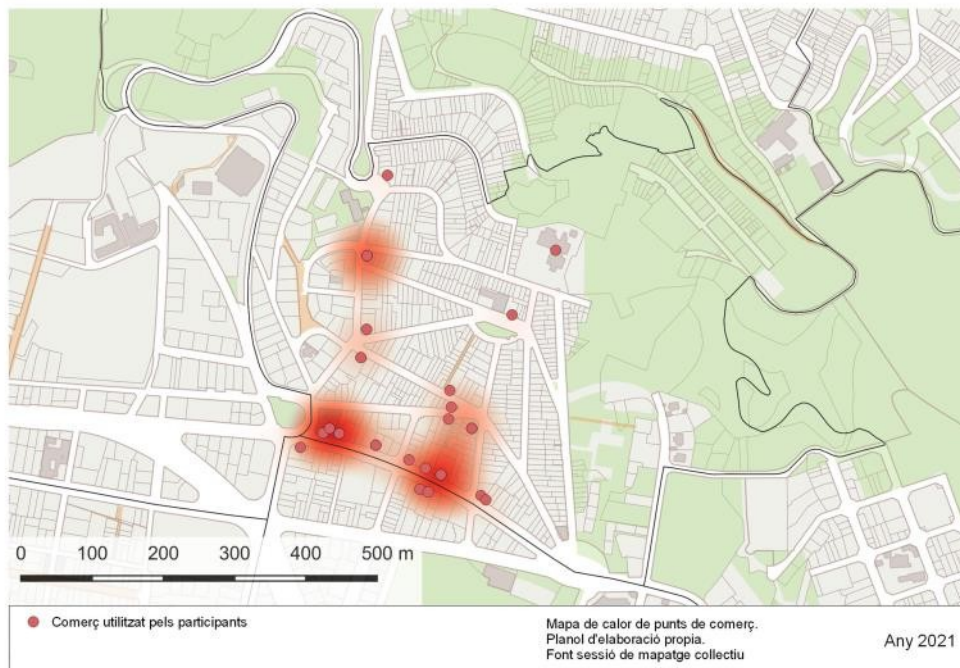 0 100 200 300 400 500 m
Comerç utilitzat pels participants
Mapa de calor de punts de comerç.
Planol d'elaboració propia.
Font sessió de mapatge collectiu
Any 2021